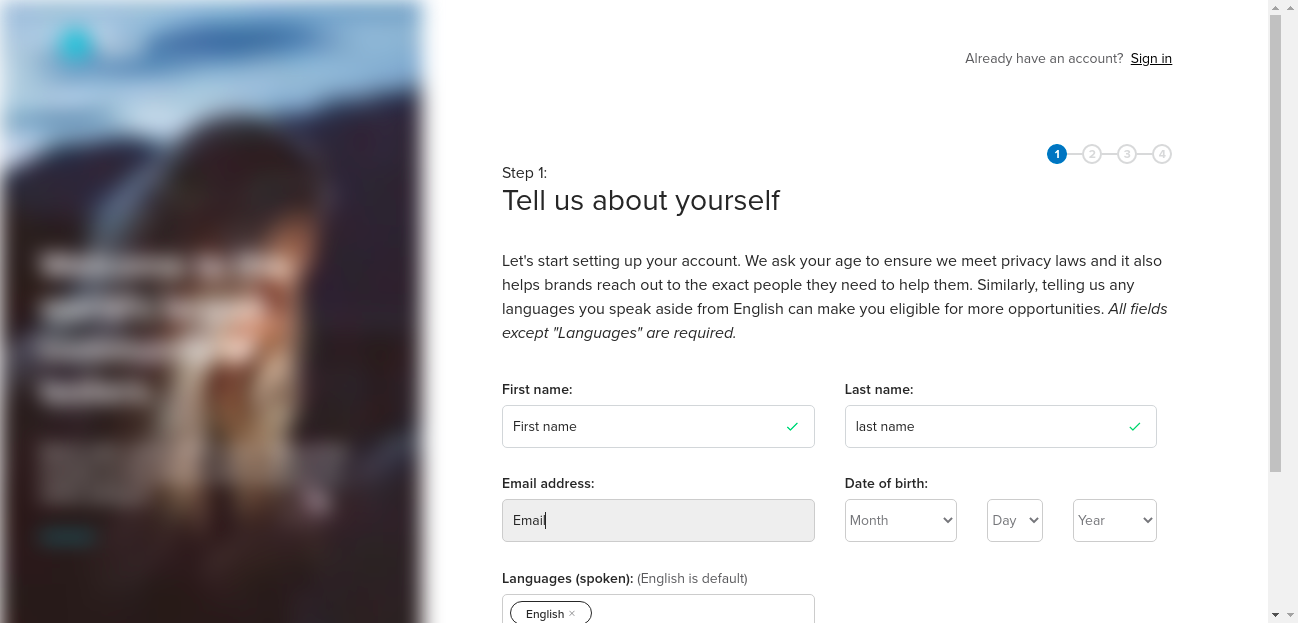 Already have an account? Sign in
1 2 3 4
Step 1:
Tell us about yourself
Let's start setting up your account. We ask your age to ensure we meet privacy laws and it also
helps brands reach out to the exact people they need to help them. Similarly, telling us any
languages you speak aside from English can make you eligible for more opportunities. All fields
except "Languages" are required.
First name: Last name:
First name last name
Email address: Date of birth:
Email Month Day Year
Languages (spoken): (English is default)
English ×